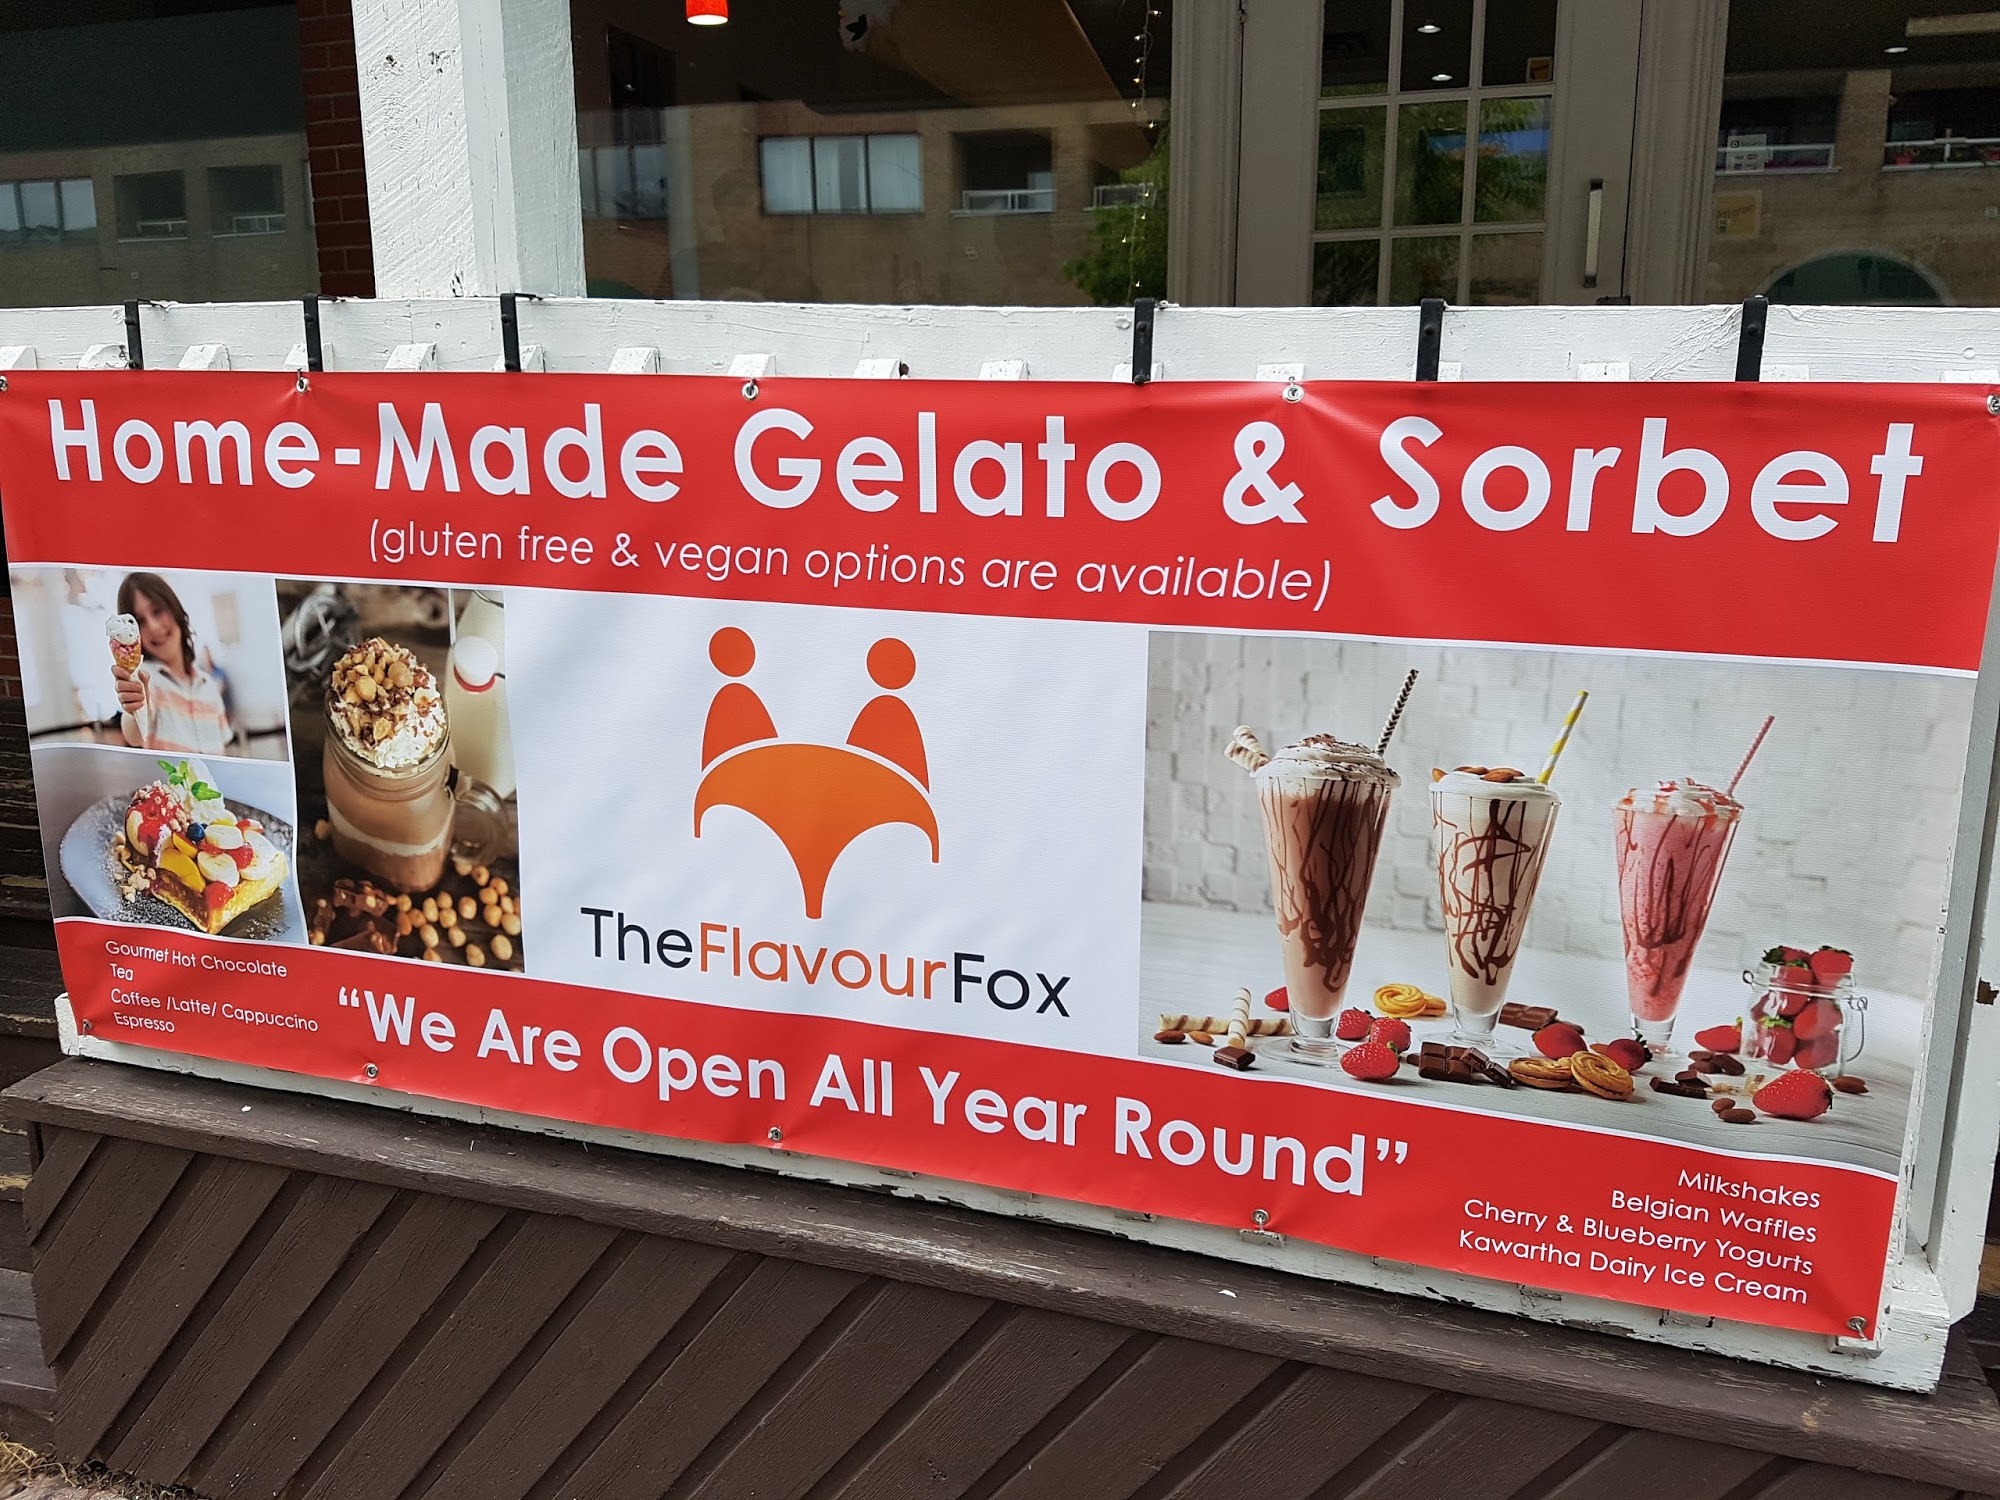 Home-Made Gelato & Sorbet
(gluten free & vegan options are available)
TheFlavourFox
Gourmet Hot Chocolate
Tea
Coffee /Latte/ Cappuccino
Espresso
“We Are Open All Year Round”
Milkshakes
Belgian Waffles
Cherry & Blueberry Yogurts
Kawartha Dairy Ice Cream